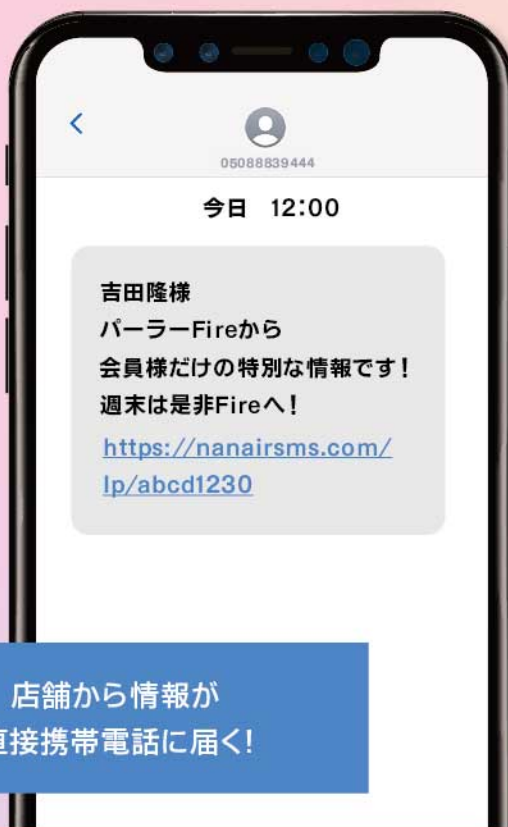 05088839444
今日 12:00
吉田隆様
パーラーFireから
会員様だけの特別な情報です!
週末は是非Fireへ!
https://nanairsms.com/
lp/abcd1230
店舗から情報が
直接携帯電話に届く!